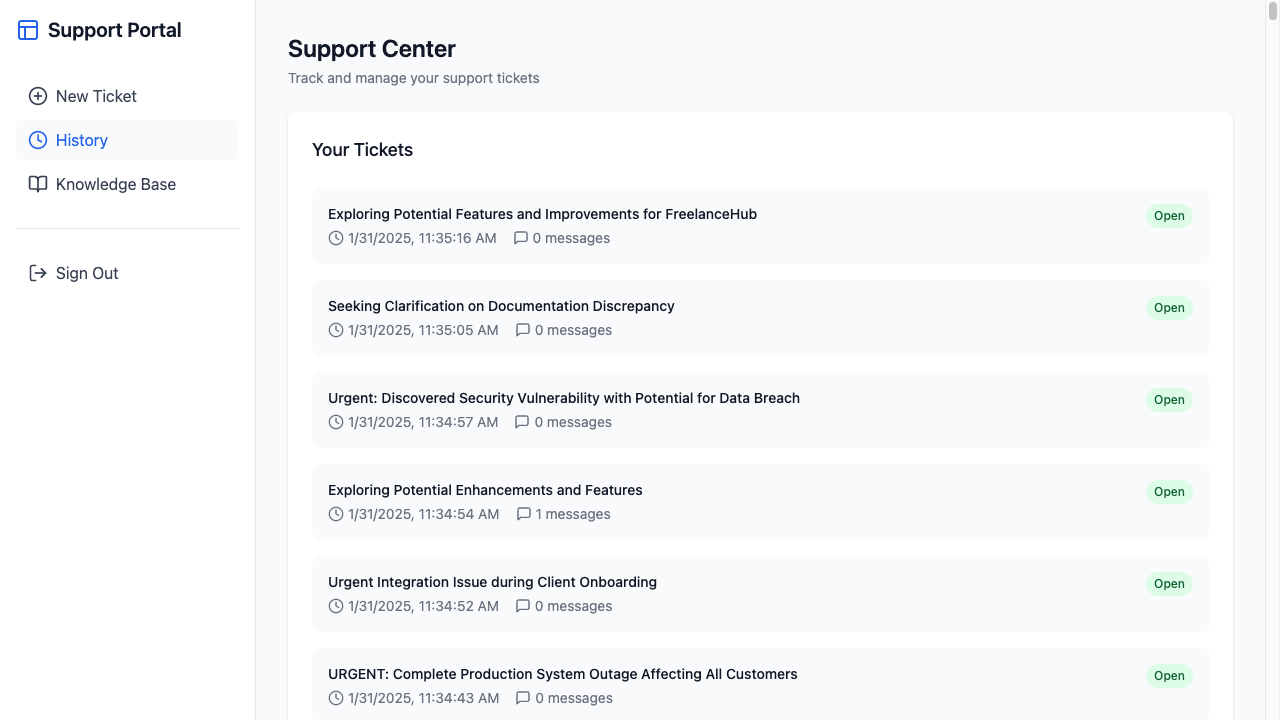 Support Portal
New Ticket
History
Knowledge Base
Sign Out
Support Center
Track and manage your support tickets
Your Tickets
Exploring Potential Features and Improvements for FreelanceHub
Open
1/31/2025, 11:35:16 AM 0 messages
Seeking Clarification on Documentation Discrepancy
Open
1/31/2025, 11:35:05 AM 0 messages
Urgent: Discovered Security Vulnerability with Potential for Data Breach
Open
1/31/2025, 11:34:57 AM 0 messages
Exploring Potential Enhancements and Features
Open
1/31/2025, 11:34:54 AM 1 messages
Urgent Integration Issue during Client Onboarding
Open
1/31/2025, 11:34:52 AM 0 messages
URGENT: Complete Production System Outage Affecting All Customers
Open
1/31/2025, 11:34:43 AM 0 messages